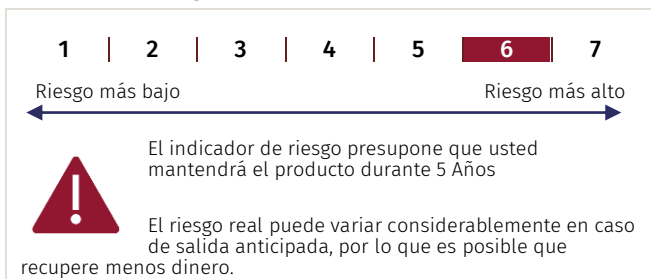 1 | 2 | 3 | 4 | 5 | 6 | 7
Riesgo más bajo Riesgo más alto
El indicador de riesgo presupone que usted
mantendrá el producto durante 5 Años
El riesgo real puede variar considerablemente en caso
de salida anticipada, por lo que es posible que
recupere menos dinero.